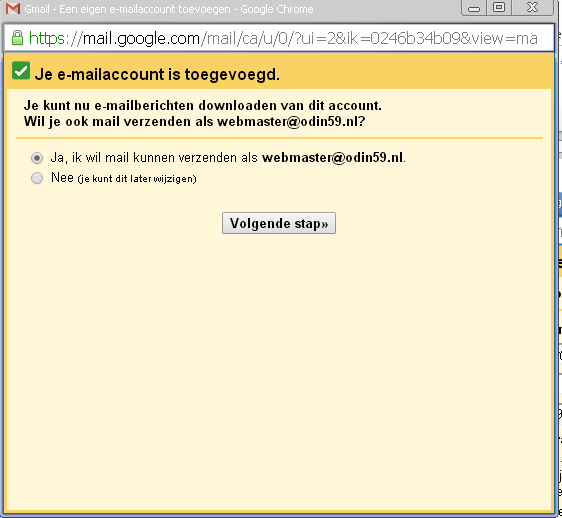 Gmail - Een eigen e-mailaccount toevoegen - Google Chrome
https://mail.google.com/mail/ca/u/0/?ui=2&ik=0246b34b09&view=ma
Je e-mailaccount is toegevoegd.
Je kunt nu e-mailberichten downloaden van dit account.
Wil je ook mail verzenden als webmaster@odin59.nl?
Ja, ik wil mail kunnen verzenden als webmaster@odin59.nl.
Nee (je kunt dit later wijzigen)
Volgende stap»